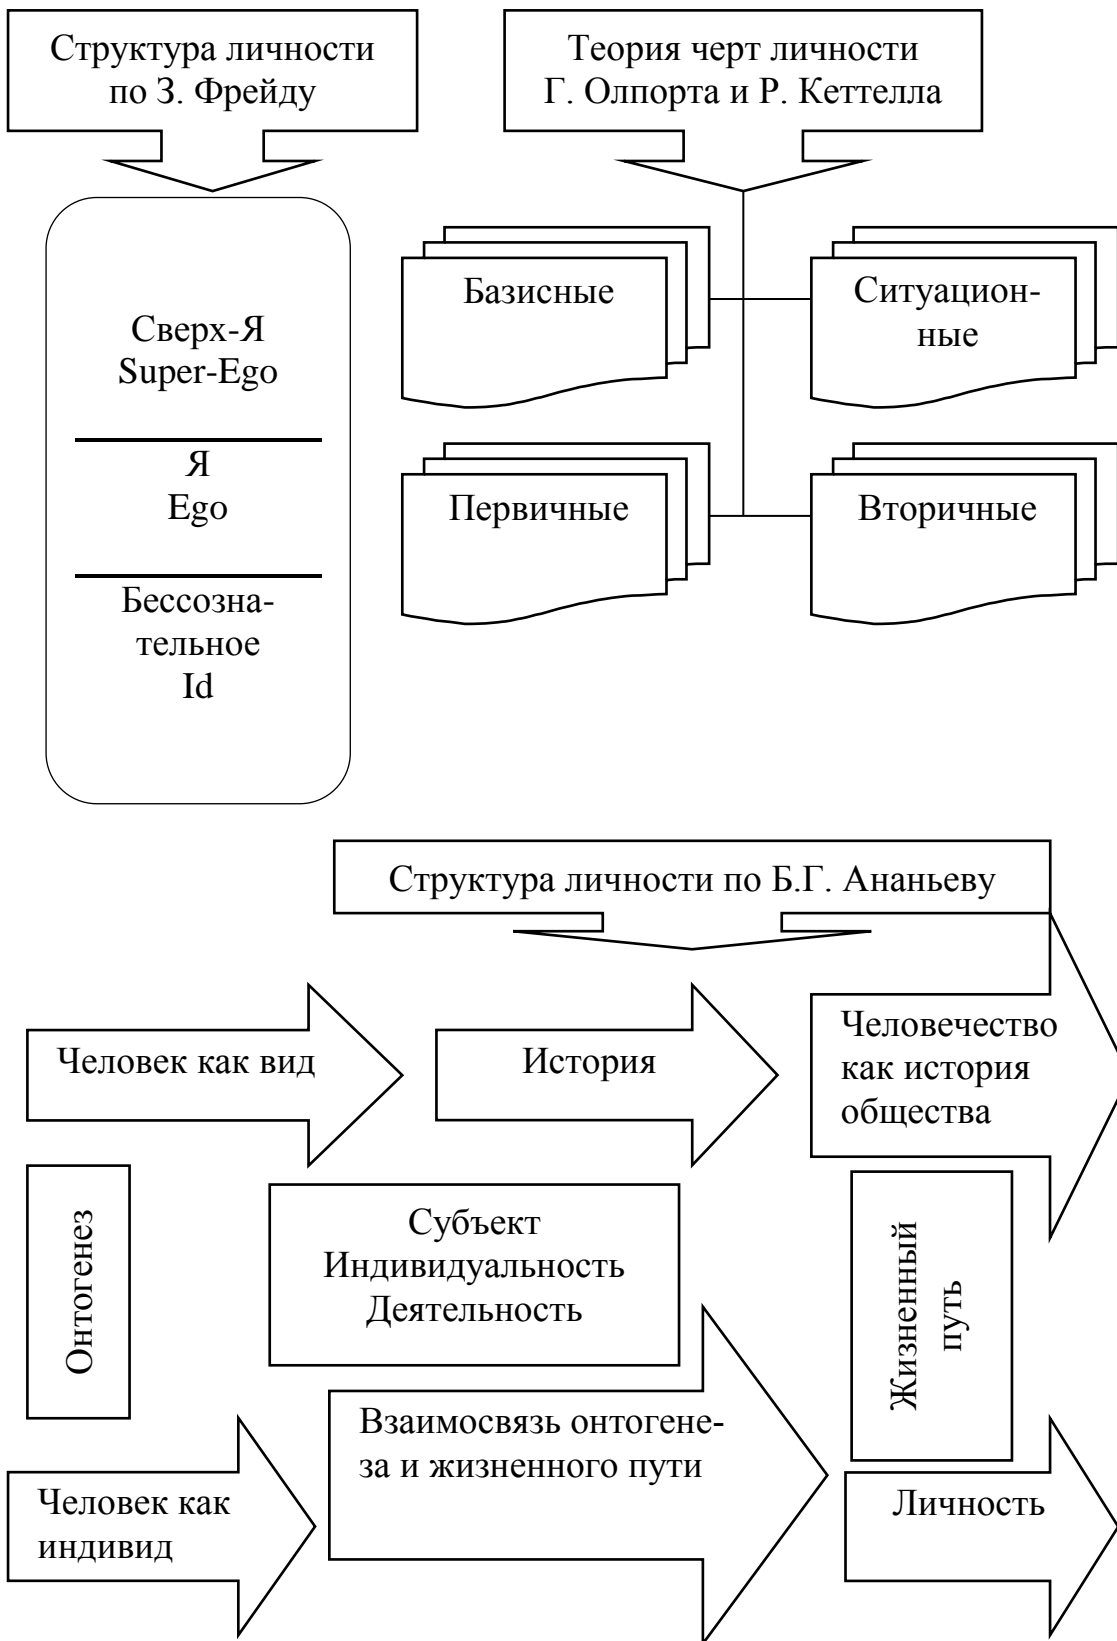 Структура личности
по З. Фрейду
Теория черт личности
Г. Олпорта и Р. Кеттелла
Сверх-Я
Super-Ego
Я
Ego
Бессозна-
тельное
Id
Базисные
Ситуацион-
ные
Первичные
Вторичные
Структура личности по Б.Г. Ананьеву
Человек как вид
История
Человечество
как история
общества
Онтогенез
Субъект
Индивидуальность
Деятельность
Жизненный
путь
Человек как
индивид
Взаимосвязь онтогене-
за и жизненного пути
Личность